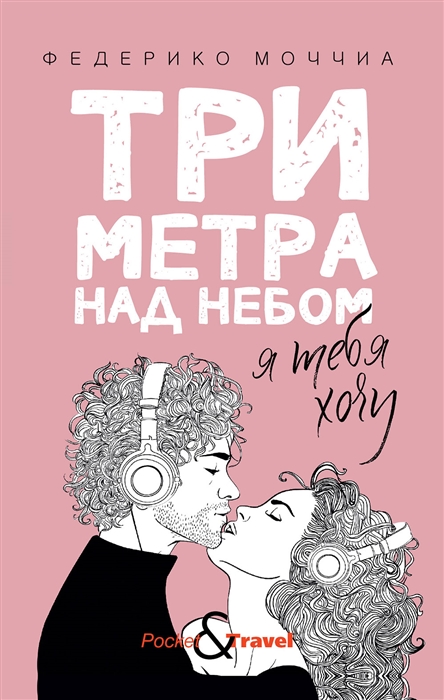 ФЕДЕРИКО МОЧЧИА
ТРИ
МЕТРА
НАД НЕБОМ
я тебя
хочу
Pocket & Travel